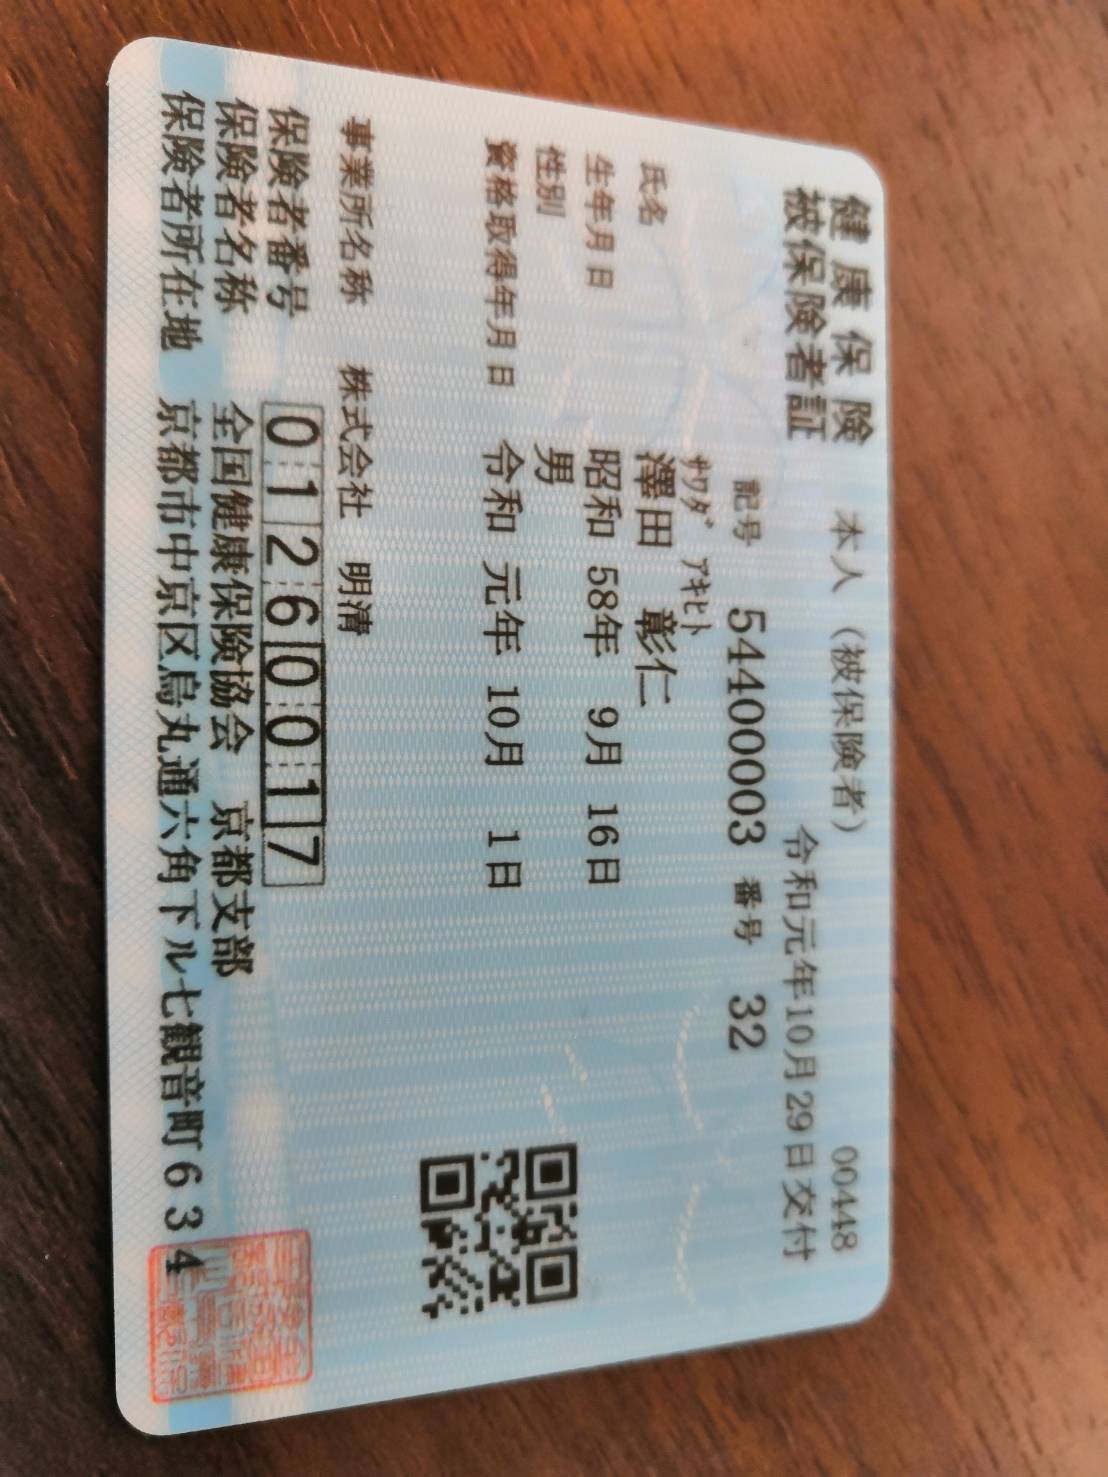 健康保険 本人（被保険者） 00448
被保険者証 令和元年10月29日交付
記号 54400003 番号 32
ｻﾜﾀﾞ ｱｷﾋﾄ
氏名 澤田 彰仁
生年月日 昭和 58年 9月 16日
性別 男
資格取得年月日 令和 元年 10月 1日
事業所名称 株式会社 明清
保険者番号 01260017
保険者名称 全国健康保険協会 京都支部
保険者所在地 京都市中京区烏丸通六角下ル七観音町634